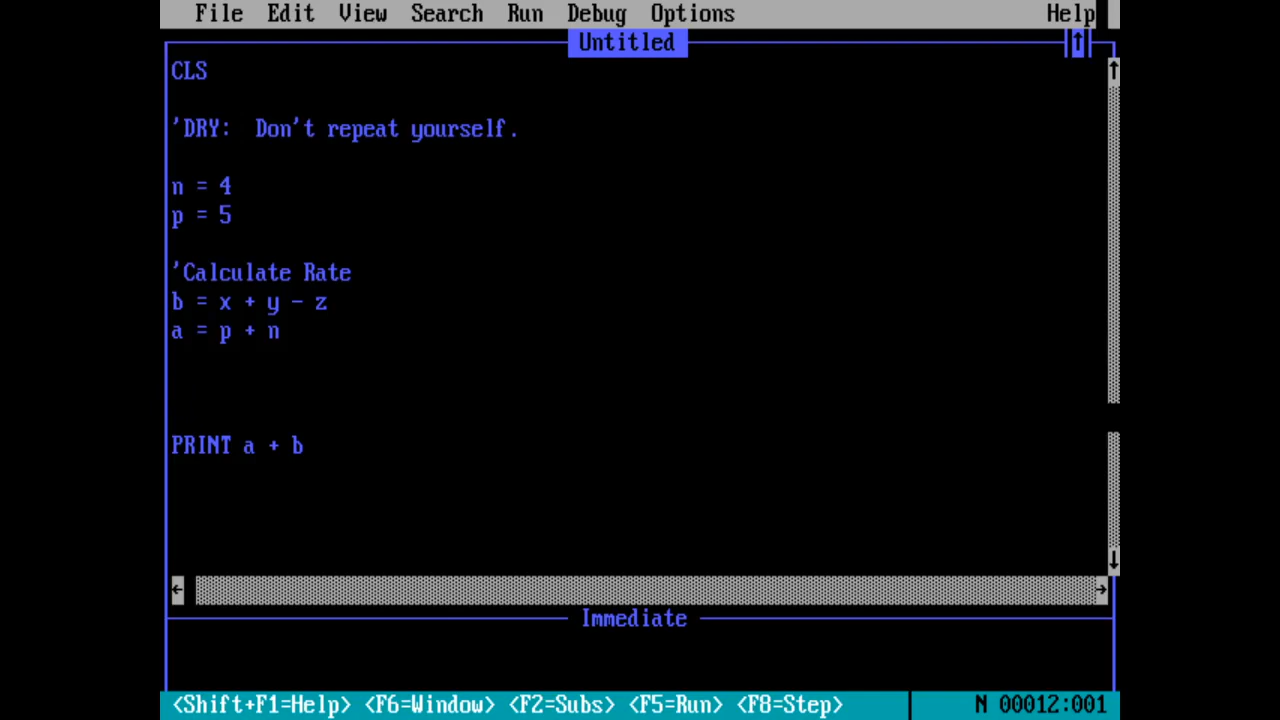 File Edit View Search Run Debug Options Help
Untitled
CLS
'DRY:  Don't repeat yourself.
n = 4
p = 5
'Calculate Rate
b = x + y - z
a = p + n
PRINT a + b
Immediate
<Shift+F1=Help> <F6=Window> <F2=Subs> <F5=Run> <F8=Step> N 00012:001